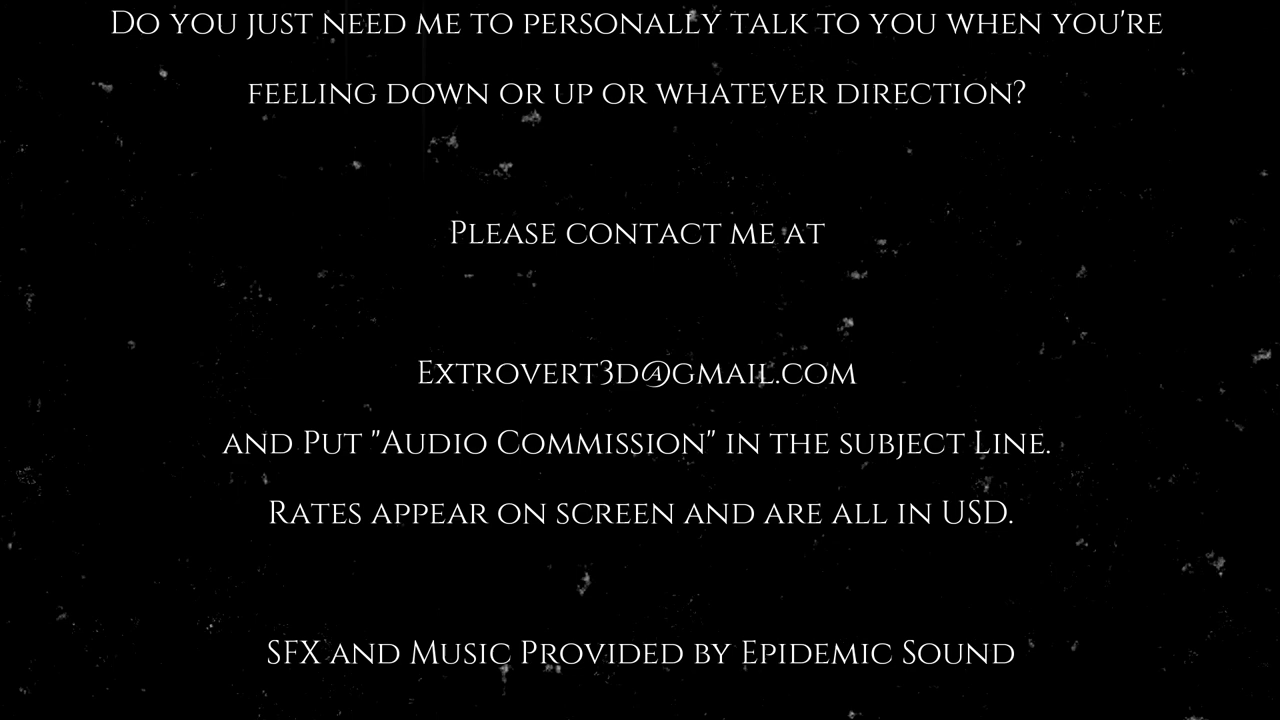 Do you just need me to personally talk to you when you're
feeling down or up or whatever direction?
Please contact me at
Extrovert3d@gmail.com
and Put "Audio Commission" in the subject Line.
Rates appear on screen and are all in USD.
SFX and Music Provided by Epidemic Sound